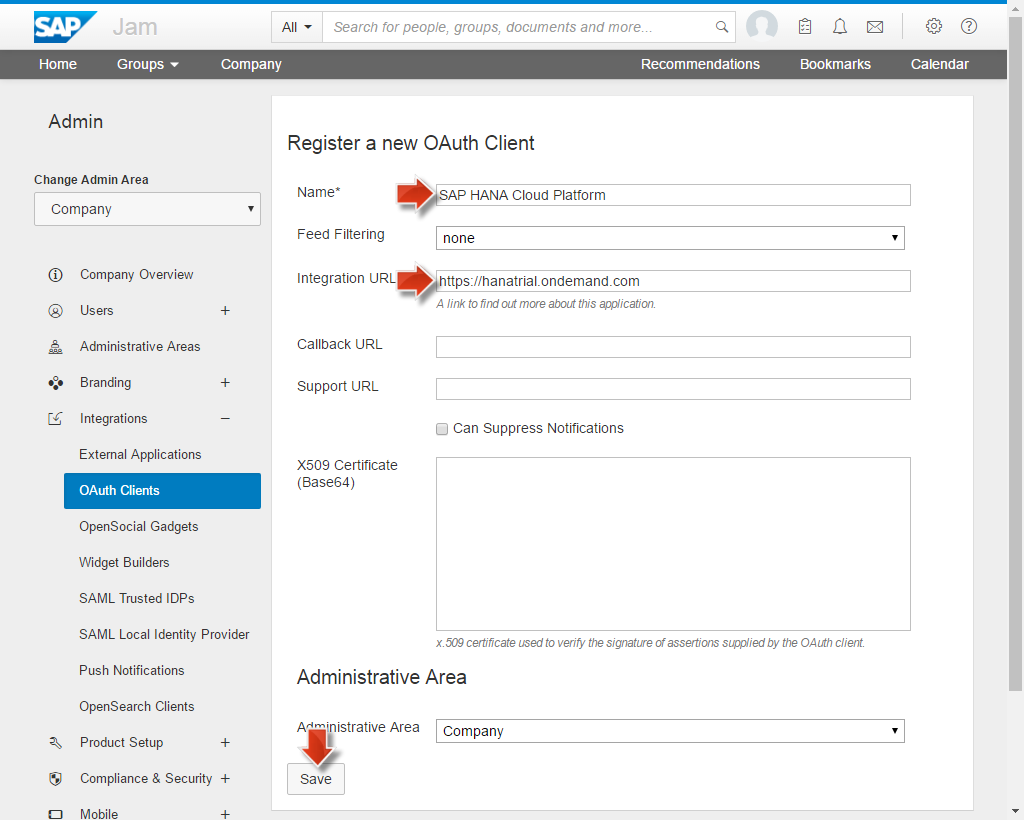 SAP Jam
All
Search for people, groups, documents and more...
Home
Groups
Company
Recommendations
Bookmarks
Calendar
Admin
Change Admin Area
Company
Company Overview
Users +
Administrative Areas
Branding +
Integrations −
External Applications
OAuth Clients
OpenSocial Gadgets
Widget Builders
SAML Trusted IDPs
SAML Local Identity Provider
Push Notifications
OpenSearch Clients
Product Setup +
Compliance & Security +
Mobile +
Register a new OAuth Client
Name* SAP HANA Cloud Platform
Feed Filtering none
Integration URL https://hanatrial.ondemand.com
A link to find out more about this application.
Callback URL
Support URL
Can Suppress Notifications
X509 Certificate
(Base64)
x.509 certificate used to verify the signature of assertions supplied by the OAuth client.
Administrative Area
Administrative Area Company
Save